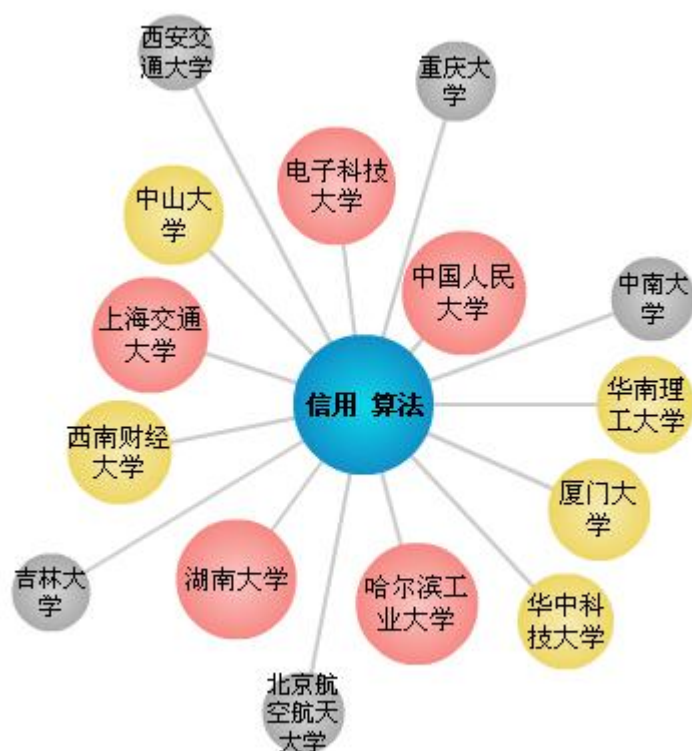 西安交
通大学
重庆大
学
电子科技
大学
中山大
学
中国人民
大学
中南大
学
上海交通
大学
信用 算法
华南理
工大学
西南财经
大学
厦门大
学
吉林大
学
湖南大学
哈尔滨工
业大学
华中科
技大学
北京航
空航天
大学